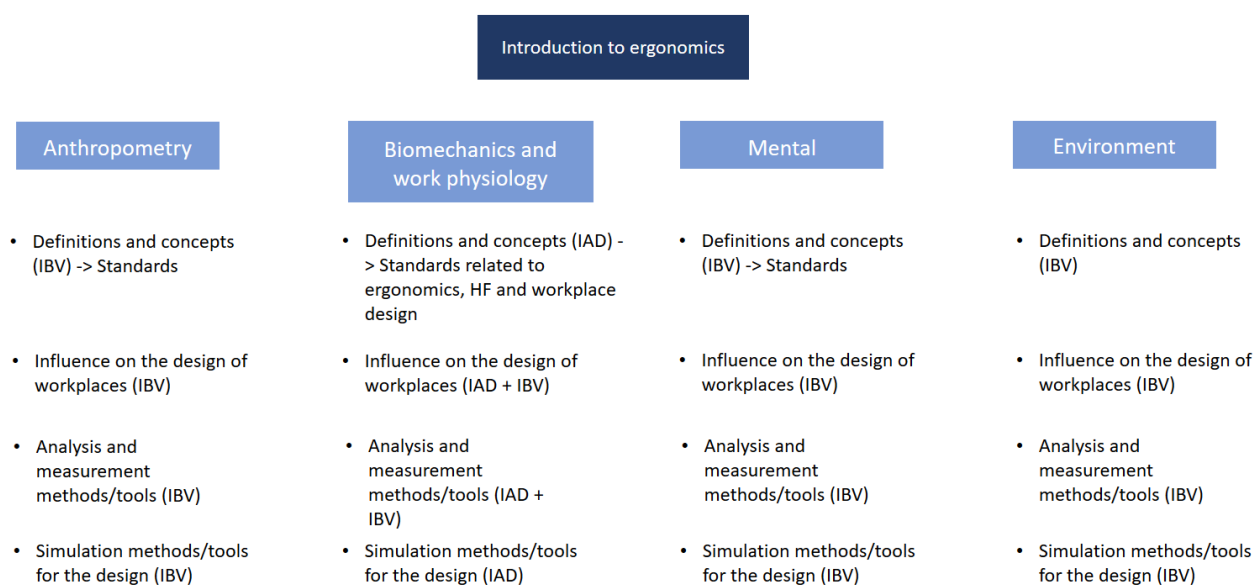 Introduction to ergonomics
Anthropometry
• Definitions and concepts
(IBV) -> Standards
• Influence on the design of
workplaces (IBV)
• Analysis and
measurement
methods/tools (IBV)
• Simulation methods/tools
for the design (IBV)
Biomechanics and
work physiology
• Definitions and concepts (IAD) -
> Standards related to
ergonomics, HF and workplace
design
• Influence on the design of
workplaces (IAD + IBV)
• Analysis and
measurement
methods/tools (IAD +
IBV)
• Simulation methods/tools
for the design (IAD)
Mental
• Definitions and concepts
(IBV) -> Standards
• Influence on the design of
workplaces (IBV)
• Analysis and
measurement
methods/tools (IBV)
• Simulation methods/tools
for the design (IBV)
Environment
• Definitions and concepts
(IBV)
• Influence on the design of
workplaces (IBV)
• Analysis and
measurement
methods/tools (IBV)
• Simulation methods/tools
for the design (IBV)